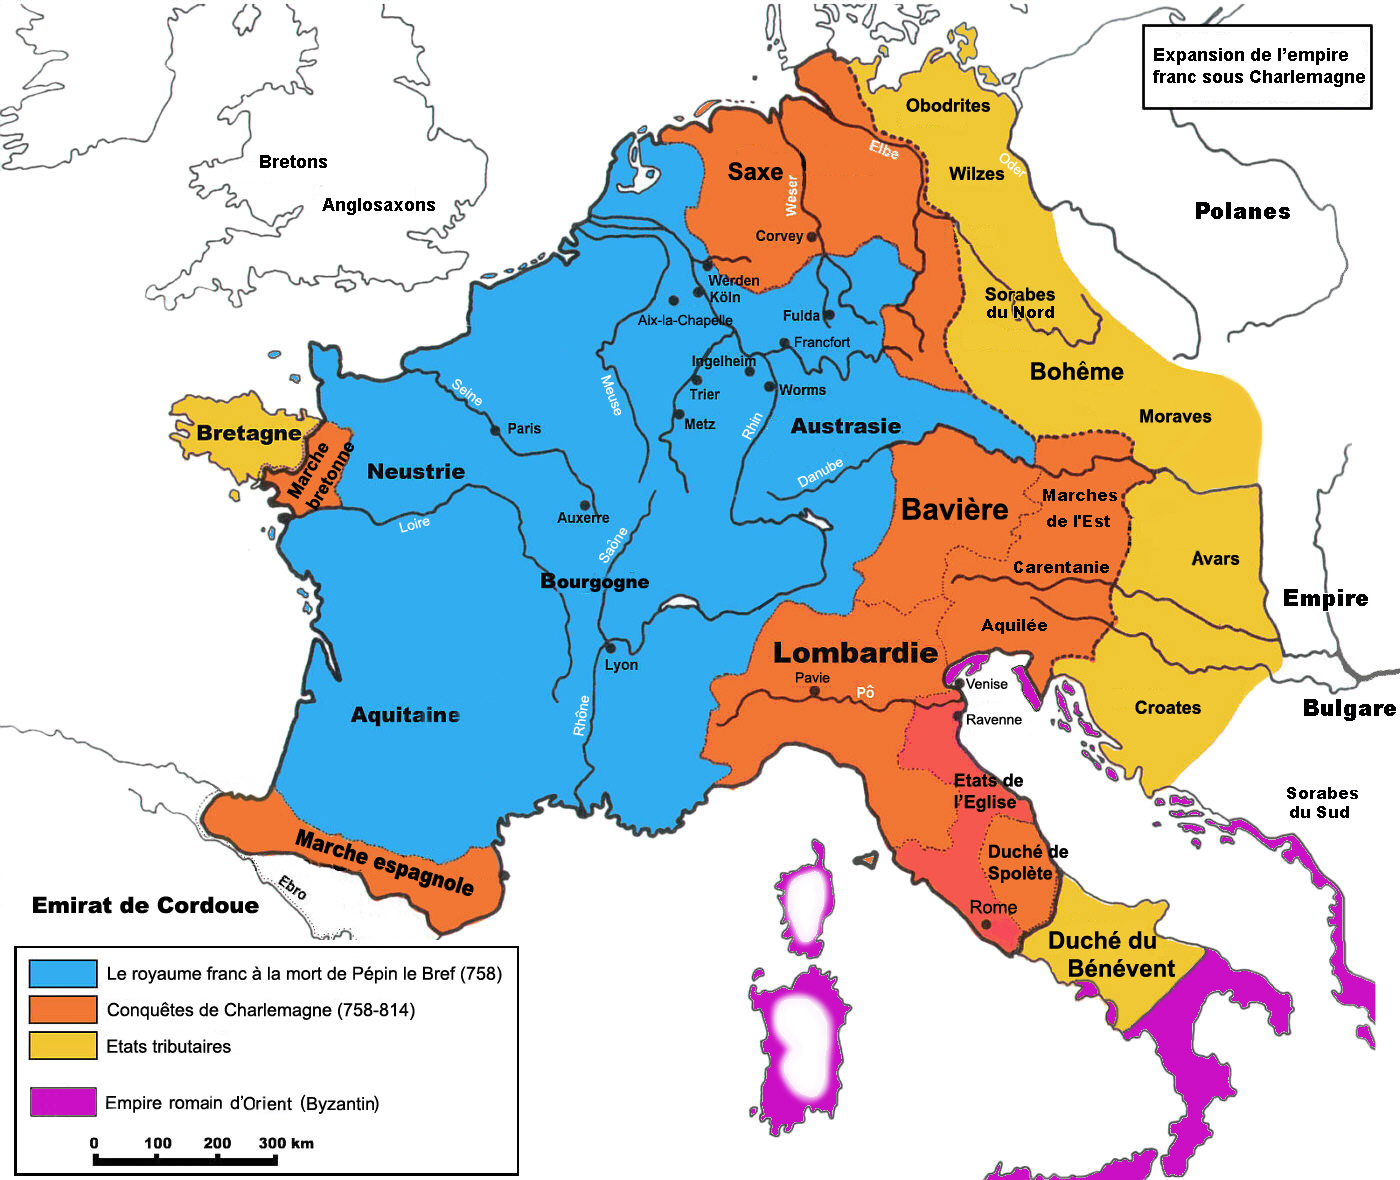 Expansion de l'empire
franc sous Charlemagne
Obodrites
Elbe
Oder
Bretons
Saxe
Wilzes
Weser
Anglosaxons
Polanes
Corvey
Werden
Köln
Sorabes
du Nord
Aix-la-Chapelle
Fulda
Francfort
Ingelheim
Bohême
Seine
Meuse
Trier
Worms
Moraves
Metz
Rhin
Paris
Austrasie
Bretagne
Marche
bretonne
Neustrie
Danube
Marches
de l'Est
Bavière
Auxerre
Loire
Saône
Avars
Carentanie
Bourgogne
Empire
Aquilée
Lombardie
Lyon
Pavie
Pô
Venise
Rhône
Aquitaine
Ravenne
Croates
Bulgare
Etats de
l'Eglise
Sorabes
du Sud
Marche espagnole
Duché de
Spolète
Ebro
Emirat de Cordoue
Rome
Duché du
Bénévent
Le royaume franc à la mort de Pépin le Bref (758)
Conquêtes de Charlemagne (758-814)
Etats tributaires
Empire romain d'Orient (Byzantin)
0 100 200 300 km